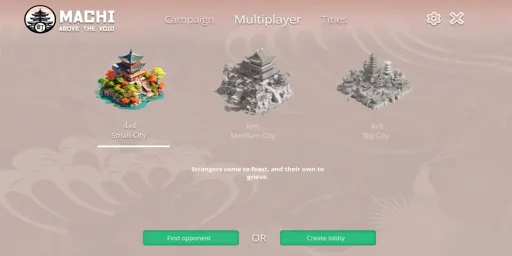 MACHI
ABOVE THE VOID
Campaign
Multiplayer
Titles
4x4
Small City
Medium City
Big City
Strangers come to feast, and their own to
grieve.
Find opponent
OR
Create lobby